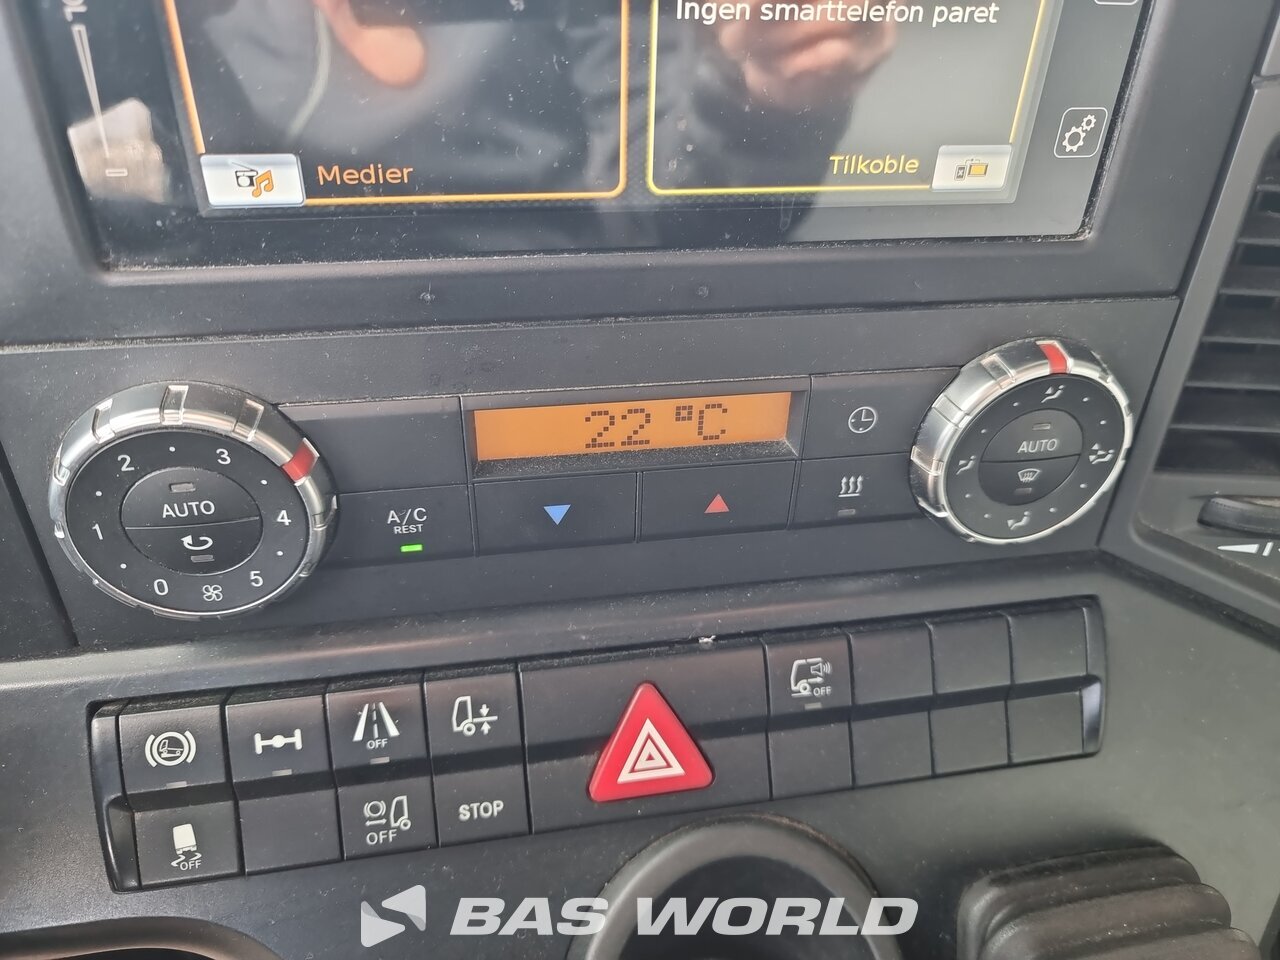 Ingen smarttelefon paret
Medier
Tilkoble
22 °C
2 3
AUTO
1 4
0 5
A/C
REST
AUTO
OFF
OFF
OFF
OFF
STOP
BAS WORLD